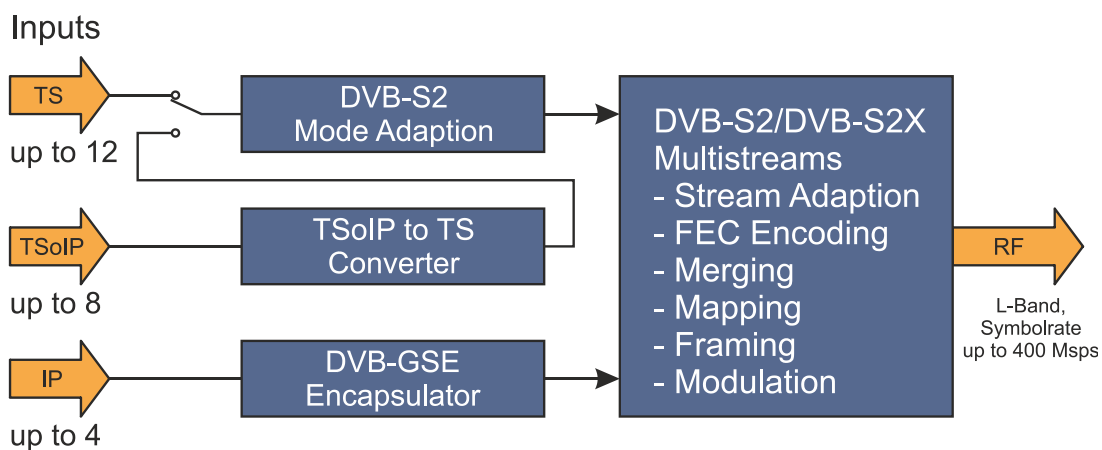 Inputs
TS
up to 12
DVB-S2
Mode Adaption
TSoIP
up to 8
TSoIP to TS
Converter
IP
up to 4
DVB-GSE
Encapsulator
DVB-S2/DVB-S2X
Multistreams
- Stream Adaption
- FEC Encoding
- Merging
- Mapping
- Framing
- Modulation
RF
L-Band,
Symbolrate
up to 400 Msps